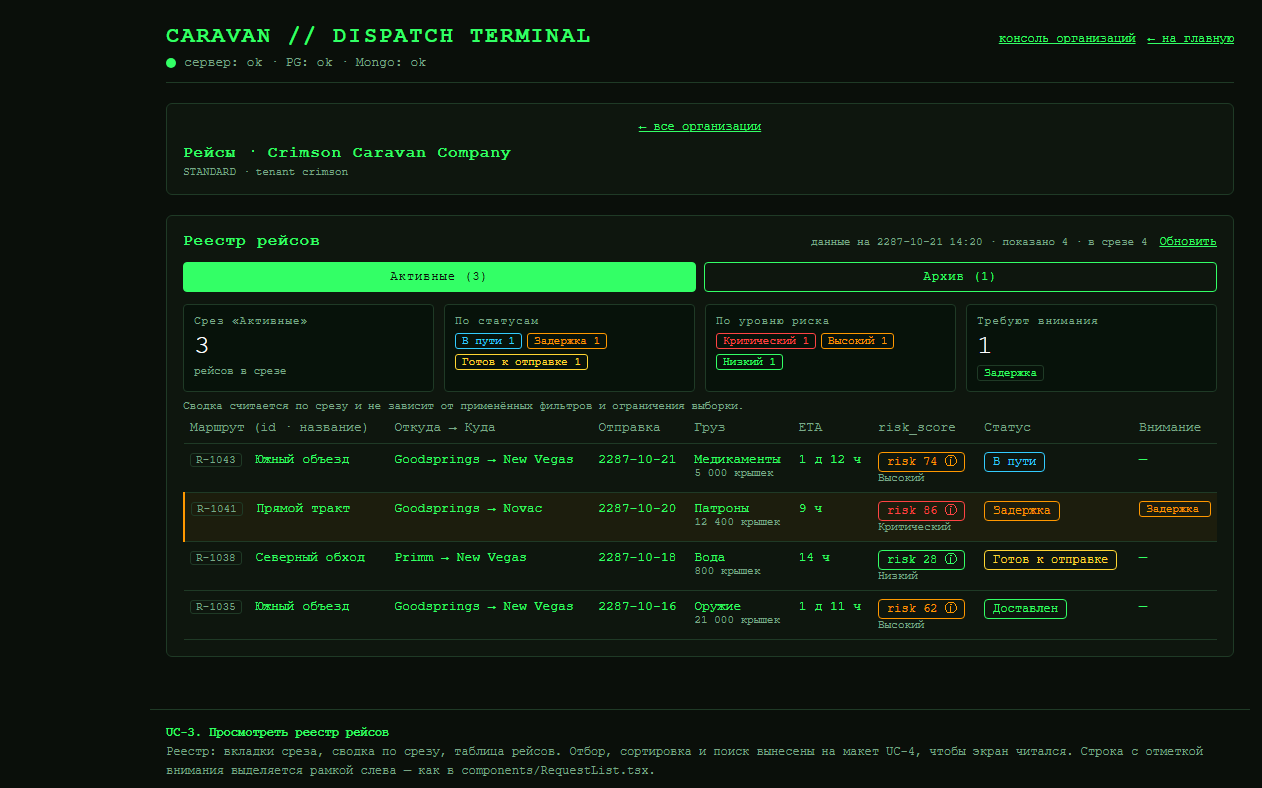 CARAVAN // DISPATCH TERMINAL
консоль организаций ← на главную
сервер: ok · PG: ok · Mongo: ok
← все организации
Рейсы · Crimson Caravan Company
STANDARD · tenant crimson
Реестр рейсов
данные на 2287-10-21 14:20 · показано 4 · в срезе 4 Обновить
Активные (3) Архив (1)
Срез «Активные»
3
рейсов в срезе
По статусам
В пути 1 Задержка 1
Готов к отправке 1
По уровню риска
Критический 1 Высокий 1
Низкий 1
Требуют внимания
1
Задержка
Сводка считается по срезу и не зависит от применённых фильтров и ограничения выборки.
Маршрут (id · название) Откуда → Куда Отправка Груз ETA risk_score Статус Внимание
R-1043 Южный объезд Goodsprings → New Vegas 2287-10-21 Медикаменты 1 д 12 ч risk 74 ⓘ В пути —
5 000 крышек Высокий
R-1041 Прямой тракт Goodsprings → Novac 2287-10-20 Патроны 9 ч risk 86 ⓘ Задержка Задержка
12 400 крышек Критический
R-1038 Северный обход Primm → New Vegas 2287-10-18 Вода 14 ч risk 28 ⓘ Готов к отправке —
800 крышек Низкий
R-1035 Южный объезд Goodsprings → New Vegas 2287-10-16 Оружие 1 д 11 ч risk 62 ⓘ Доставлен —
21 000 крышек Высокий
UC-3. Просмотреть реестр рейсов
Реестр: вкладки среза, сводка по срезу, таблица рейсов. Отбор, сортировка и поиск вынесены на макет UC-4, чтобы экран читался. Строка с отметкой
внимания выделяется рамкой слева — как в components/RequestList.tsx.